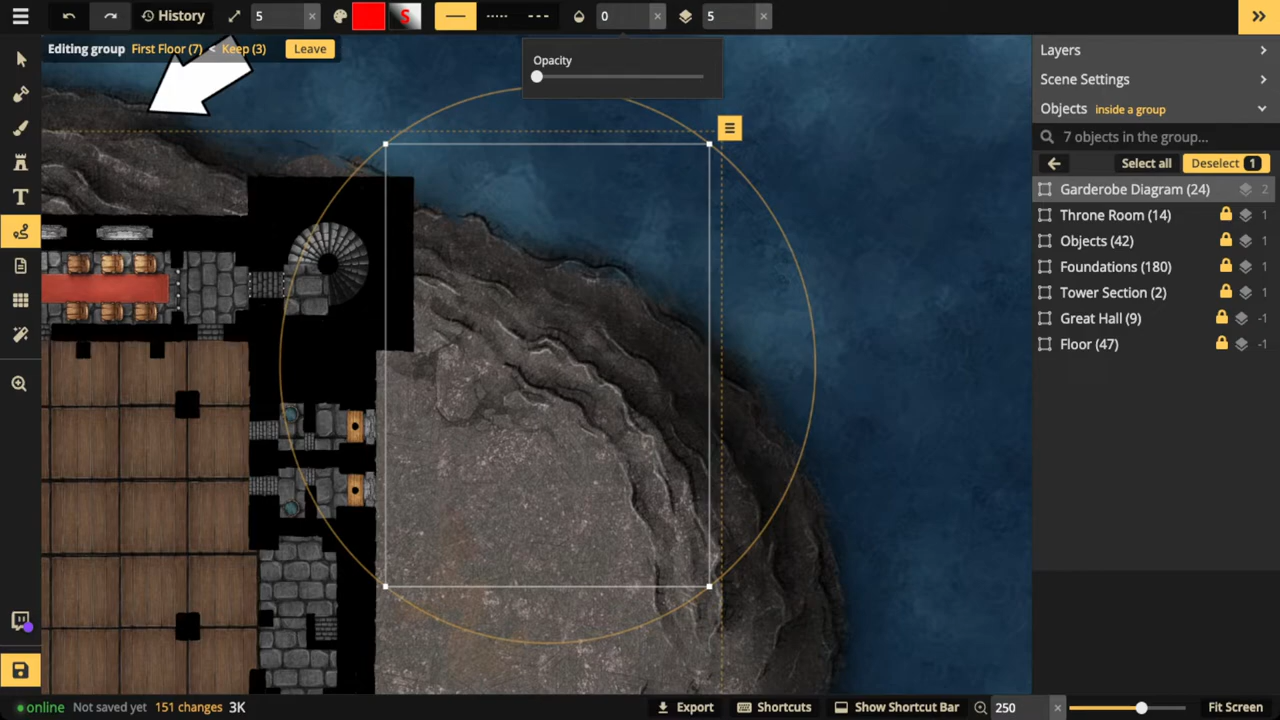 History 5 × S 0 × 5 ×
Editing group First Floor (7) < Keep (3) Leave
Opacity
Layers
Scene Settings
Objects inside a group
7 objects in the group...
Select all Deselect 1
Garderobe Diagram (24) 2
Throne Room (14) 1
Objects (42) 1
Foundations (180) 1
Tower Section (2) 1
Great Hall (9) -1
Floor (47) -1
T
online Not saved yet 151 changes 3K Export Shortcuts Show Shortcut Bar 250 × Fit Screen